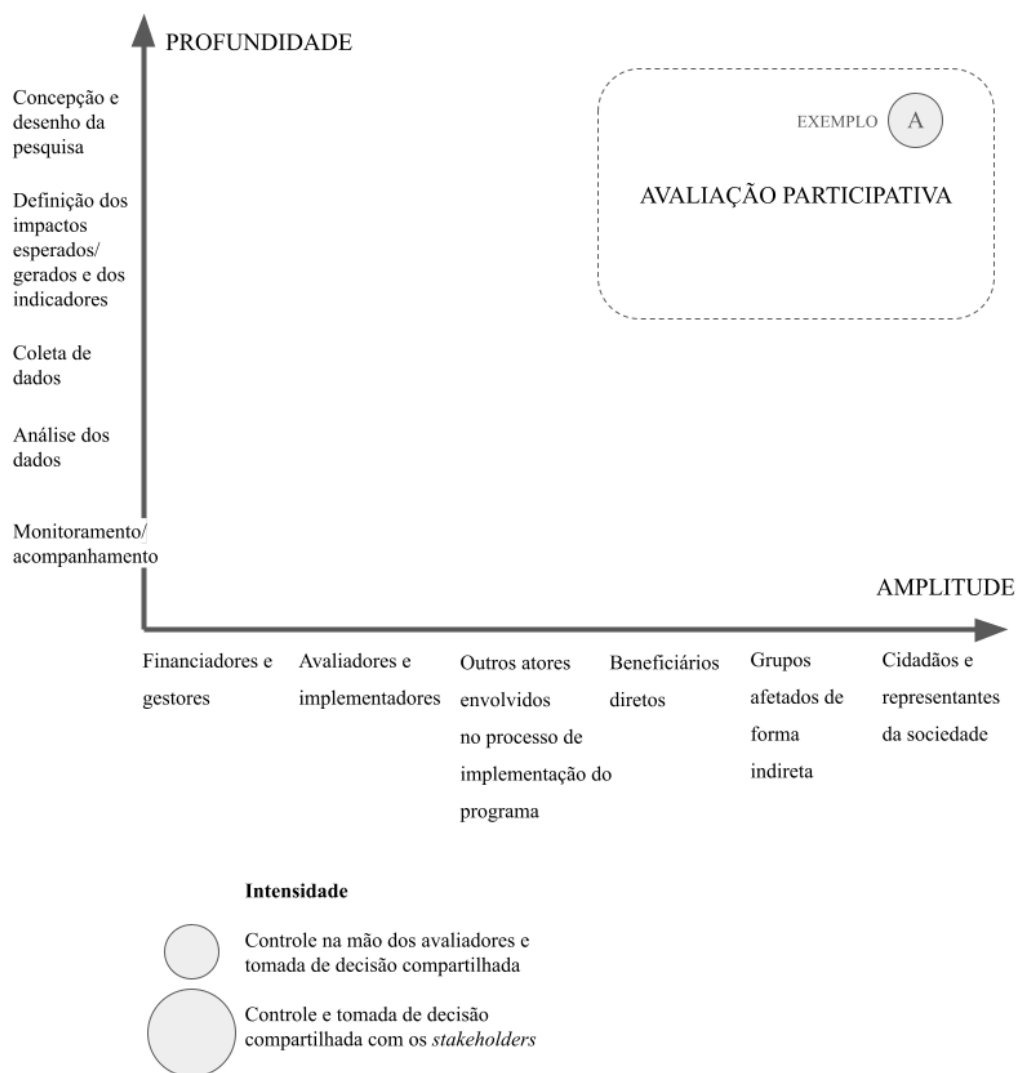 PROFUNDIDADE
Concepção e
desenho da
pesquisa
EXEMPLO A
AVALIAÇÃO PARTICIPATIVA
Definição dos
impactos
esperados/
gerados e dos
indicadores
Coleta de
dados
Análise dos
dados
Monitoramento/
acompanhamento
AMPLITUDE
Financiadores e
gestores
Avaliadores e
implementadores
Outros atores
envolvidos
no processo de
implementação do
programa
Beneficiários
diretos
Grupos
afetados de
forma
indireta
Cidadãos e
representantes
da sociedade
Intensidade
Controle na mão dos avaliadores e
tomada de decisão compartilhada
Controle e tomada de decisão
compartilhada com os stakeholders